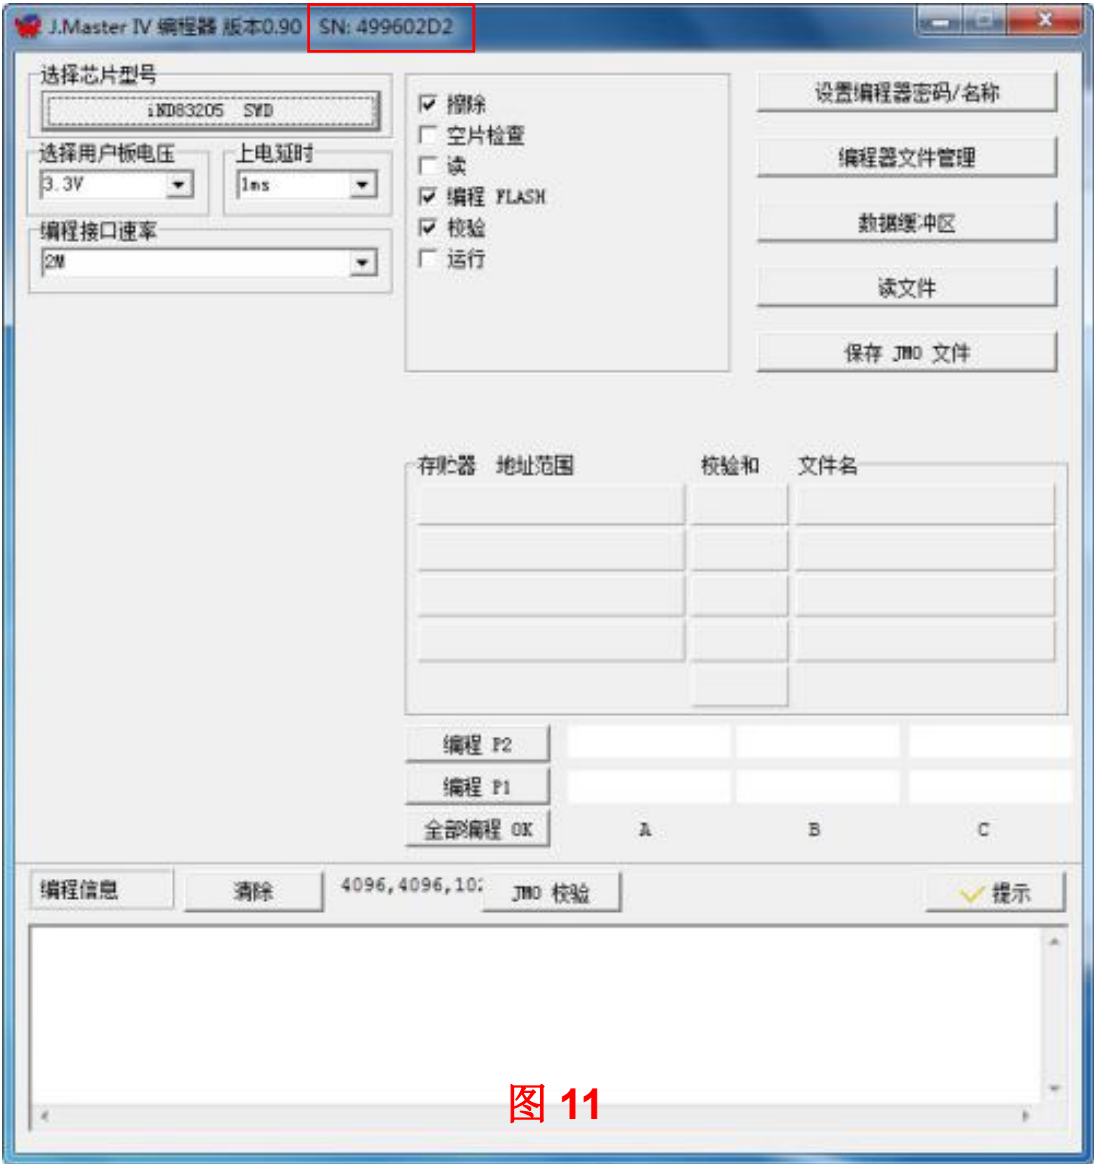 J.Master IV 编程器 版本0.90 SN: 499602D2
选择芯片型号
iND83205 SWD
选择用户板电压
3.3V
上电延时
1ms
编程接口速率
2M
擦除
空片检查
读
编程 FLASH
校验
运行
设置编程器密码/名称
编程器文件管理
数据缓冲区
读文件
保存 JMO 文件
存贮器 地址范围 校验和 文件名
编程 P2
编程 P1
全部编程 OK A B C
编程信息 清除 4096,4096,102 JMO 校验 提示
图 11